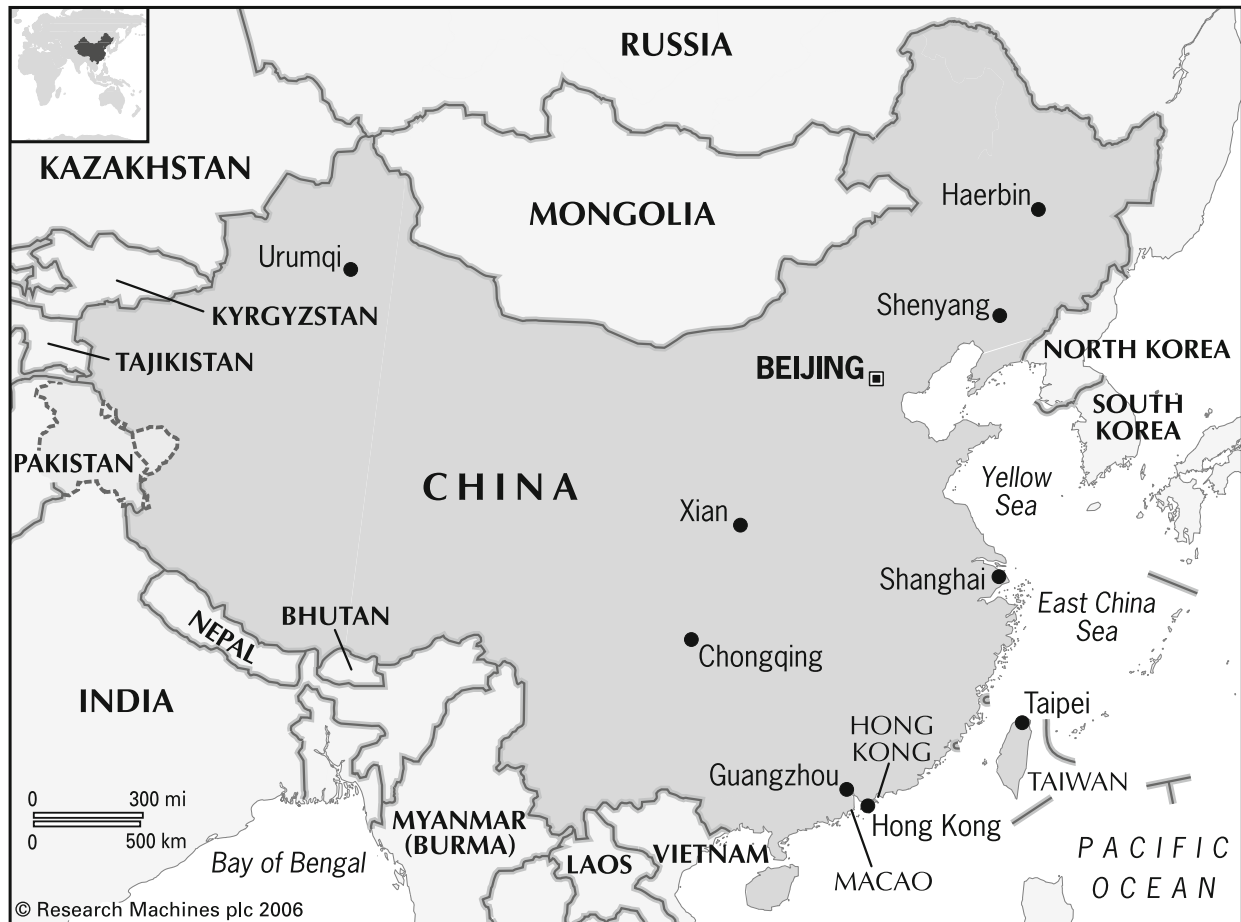 RUSSIA
KAZAKHSTAN
MONGOLIA
Haerbin
Urumqi
KYRGYZSTAN
Shenyang
TAJIKISTAN
NORTH KOREA
BEIJING
SOUTH
KOREA
PAKISTAN
CHINA
Yellow
Sea
Xian
Shanghai
East China
Sea
BHUTAN
NEPAL
Chongqing
INDIA
Taipei
HONG
KONG
Guangzhou
TAIWAN
0 300 mi
0 500 km
MYANMAR
(BURMA)
Hong Kong
Bay of Bengal
LAOS
VIETNAM
MACAO
PACIFIC
OCEAN
© Research Machines plc 2006